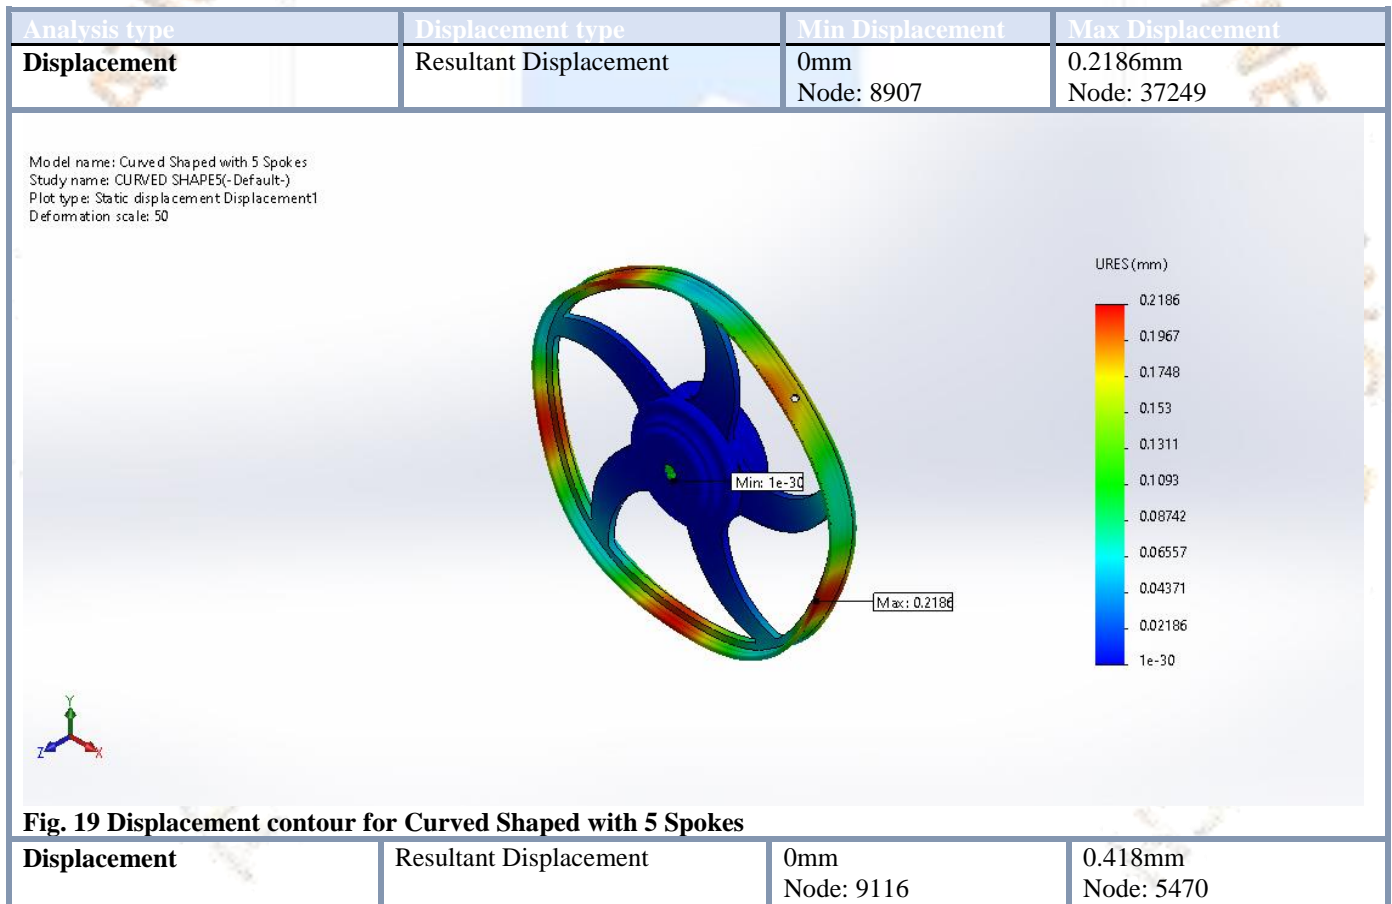 Analysis type Displacement type Min Displacement Max Displacement
Displacement Resultant Displacement 0mm 0.2186mm
Node: 8907 Node: 37249
Model name: Curved Shaped with 5 Spokes
Study name: CURVED SHAPE5(-Default-)
Plot type: Static displacement Displacement1
Deformation scale: 50
URES (mm)
0.2186
0.1967
0.1748
0.153
0.1311
0.1093
0.08742
0.06557
0.04371
0.02186
1e-30
Min: 1e-30
Max: 0.2186
Y
Z X
Fig. 19 Displacement contour for Curved Shaped with 5 Spokes
Displacement Resultant Displacement 0mm 0.418mm
Node: 9116 Node: 5470